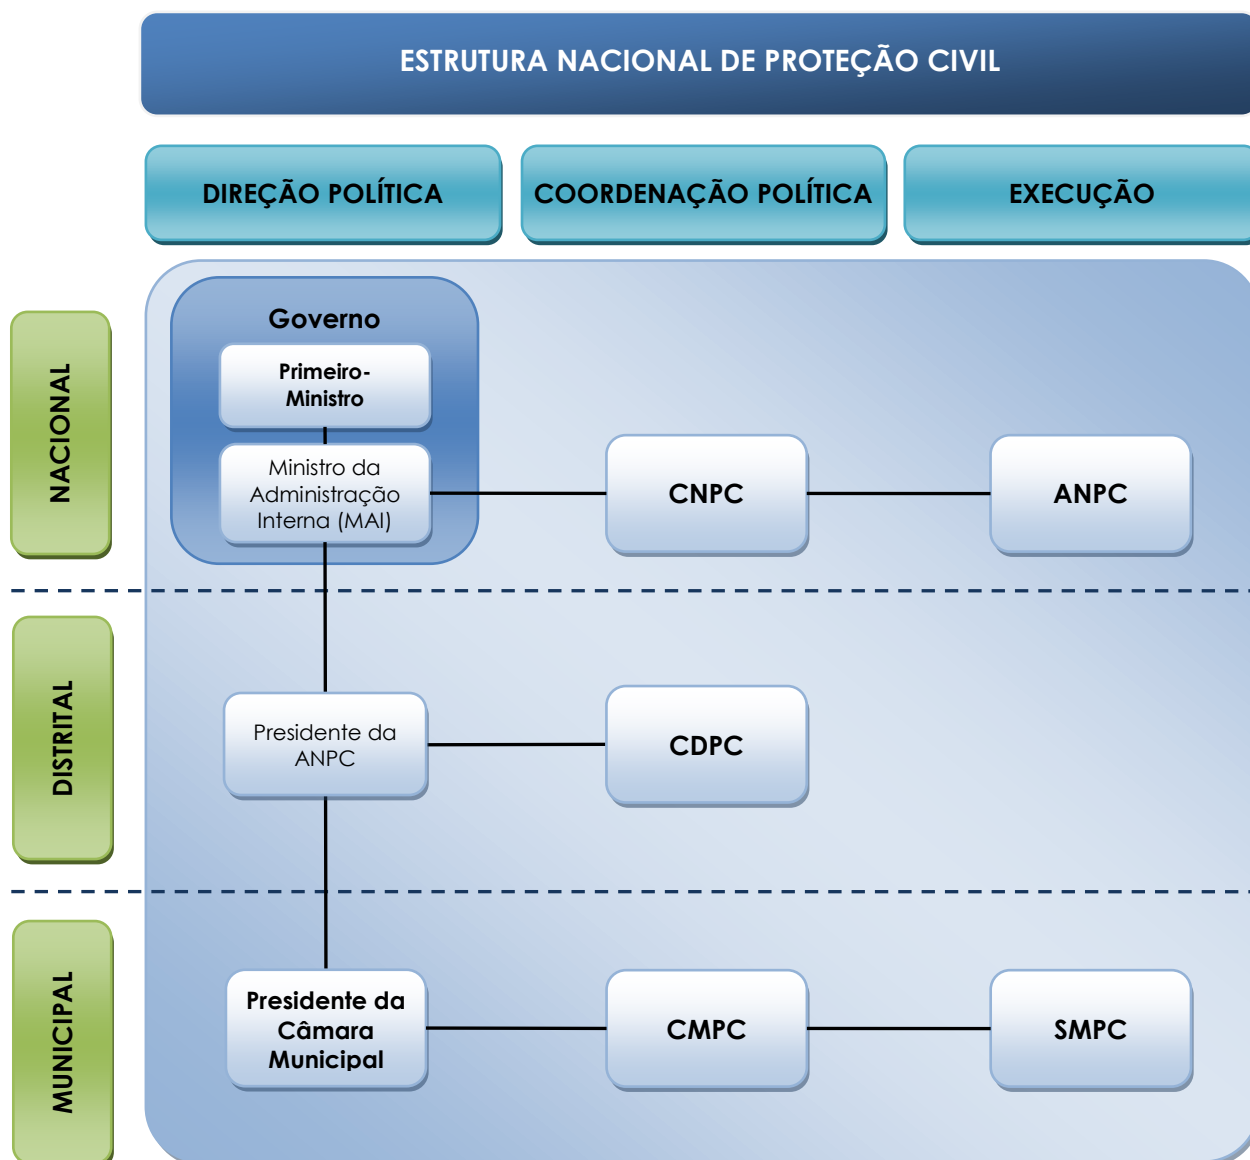 ESTRUTURA NACIONAL DE PROTEÇÃO CIVIL
DIREÇÃO POLÍTICA
COORDENAÇÃO POLÍTICA
EXECUÇÃO
NACIONAL
Governo
Primeiro-
Ministro
Ministro da
Administração
Interna (MAI)
CNPC
ANPC
DISTRITAL
Presidente da
ANPC
CDPC
MUNICIPAL
Presidente da
Câmara
Municipal
CMPC
SMPC